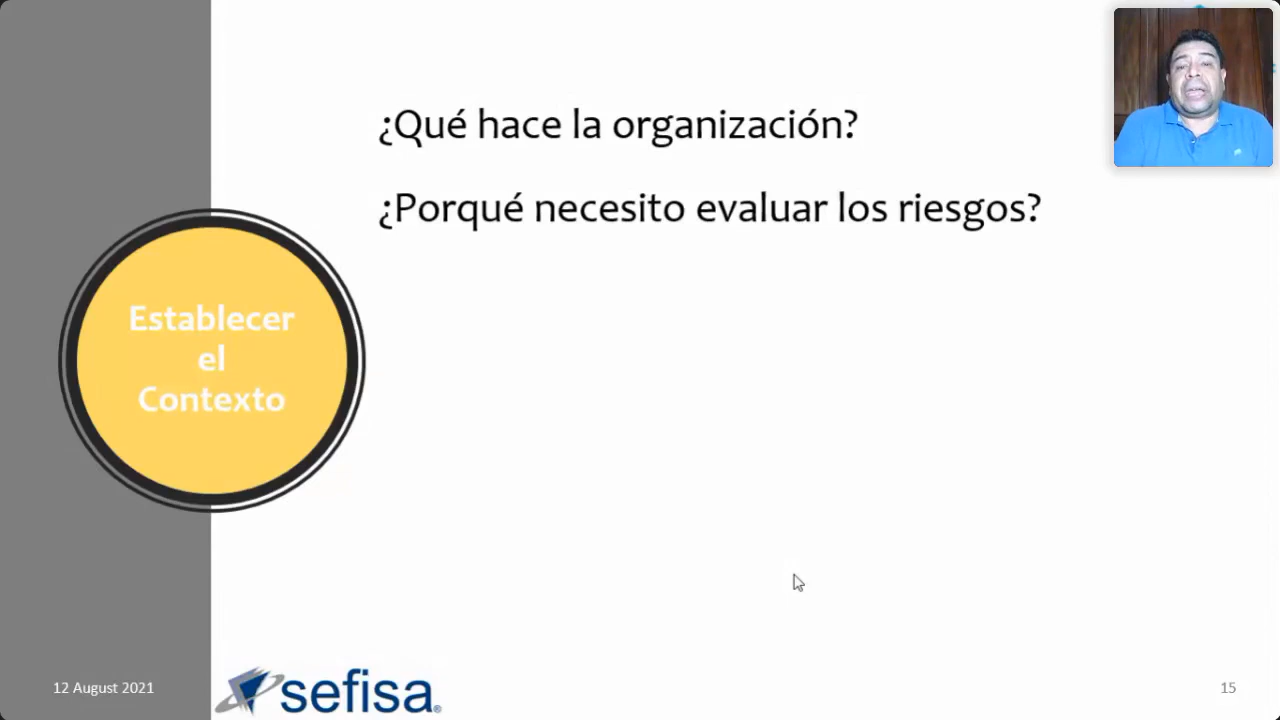 ¿Qué hace la organización?
¿Porqué necesito evaluar los riesgos?
Establecer
el
Contexto
12 August 2021
sefisa®
15